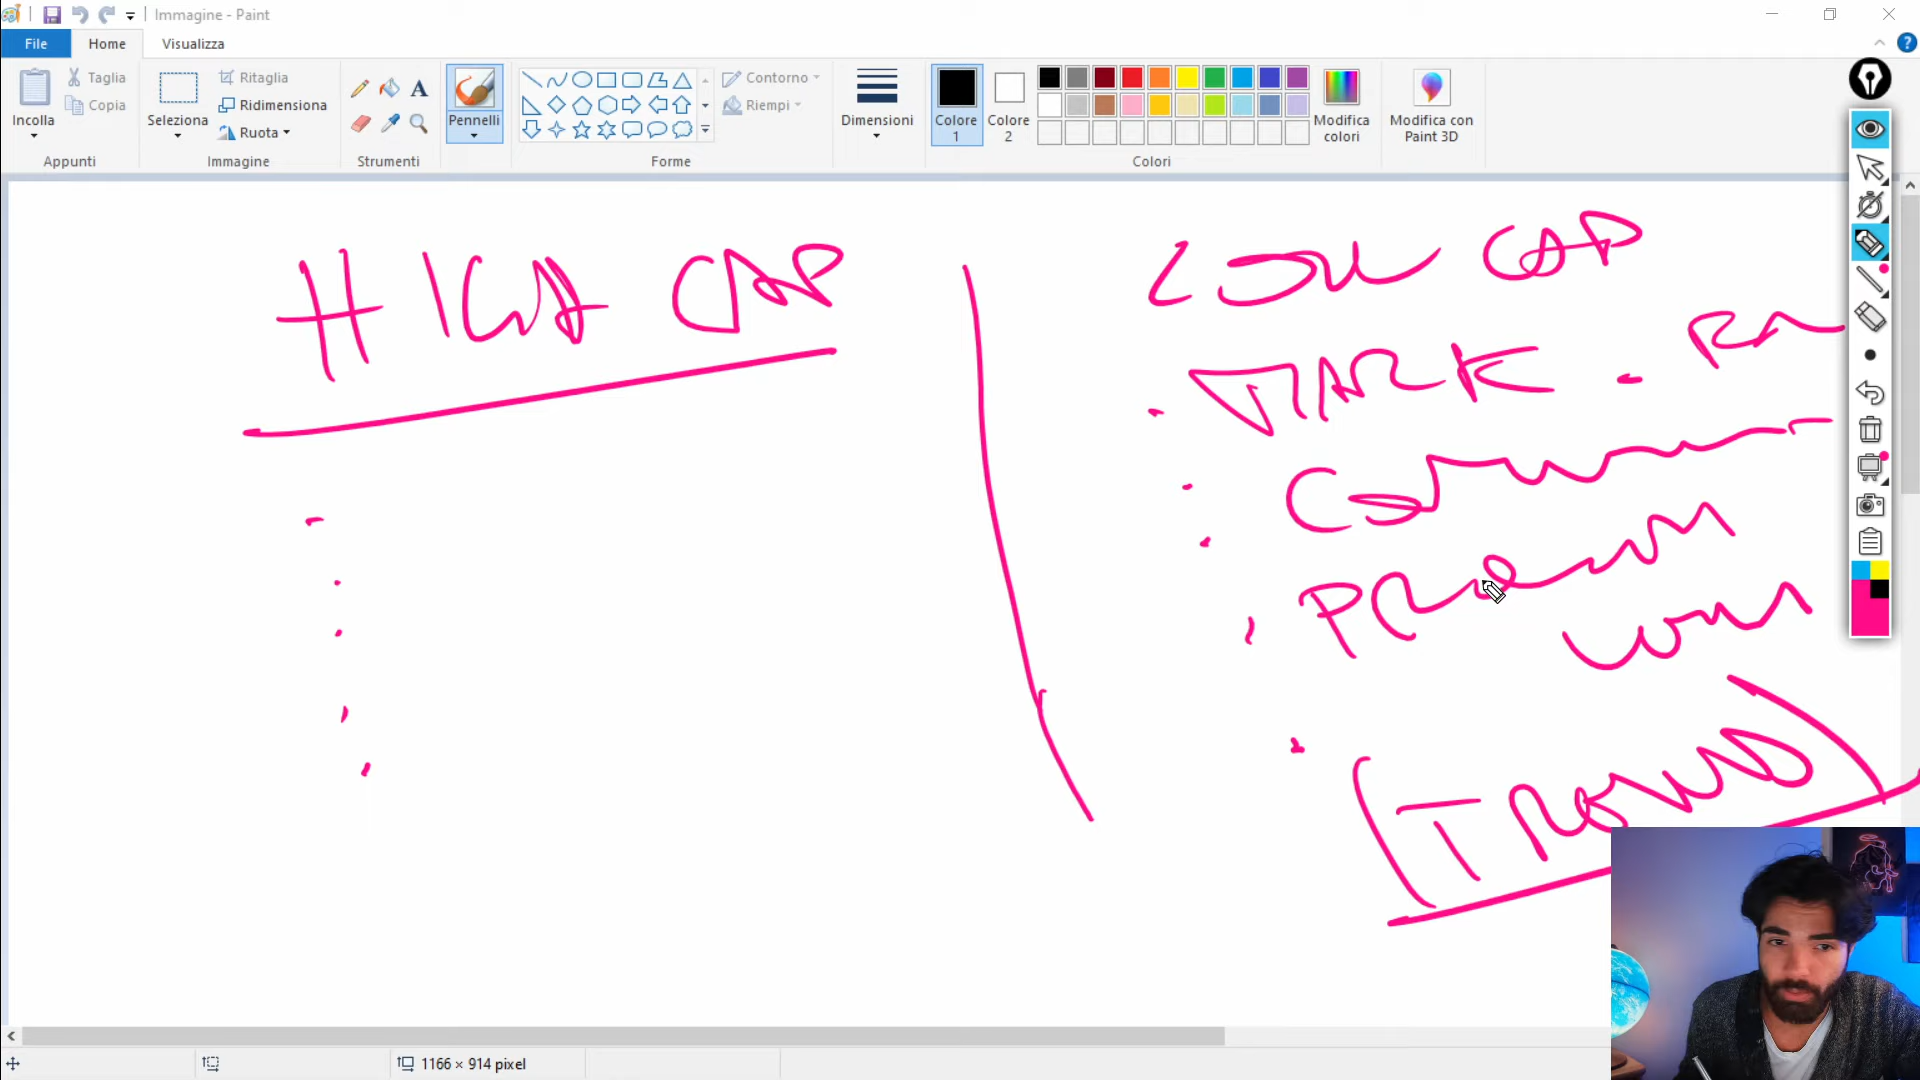 Immagine - Paint
File Home Visualizza
Incolla
Taglia
Copia
Appunti
Seleziona
Ritaglia
Ridimensiona
Ruota
Immagine
Strumenti
Pennelli
Forme
Contorno
Riempi
Dimensioni
Colore 1
Colore 2
Modifica colori
Colori
Modifica con Paint 3D
HIGH CAP
LOW CAP
MARK
TREND
1166 × 914 pixel